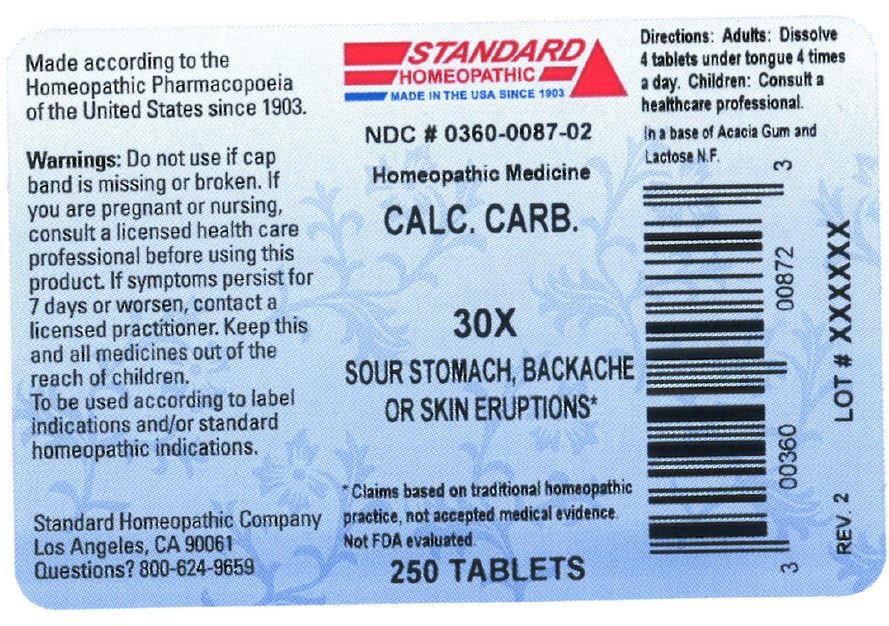 Made according to the
Homeopathic Pharmacopoeia
of the United States since 1903.
Warnings: Do not use if cap
band is missing or broken. If
you are pregnant or nursing,
consult a licensed health care
professional before using this
product. If symptoms persist for
7 days or worsen, contact a
licensed practitioner. Keep this
and all medicines out of the
reach of children.
To be used according to label
indications and/or standard
homeopathic indications.
Standard Homeopathic Company
Los Angeles, CA 90061
Questions? 800-624-9659
STANDARD
HOMEOPATHIC
MADE IN THE USA SINCE 1903
NDC # 0360-0087-02
Homeopathic Medicine
CALC. CARB.
30X
SOUR STOMACH, BACKACHE
OR SKIN ERUPTIONS*
* Claims based on traditional homeopathic
practice, not accepted medical evidence.
Not FDA evaluated.
250 TABLETS
Directions: Adults: Dissolve
4 tablets under tongue 4 times
a day. Children: Consult a
healthcare professional.
In a base of Acacia Gum and
Lactose N.F.
3 00360 00872 3
REV. 2 LOT # XXXXXX